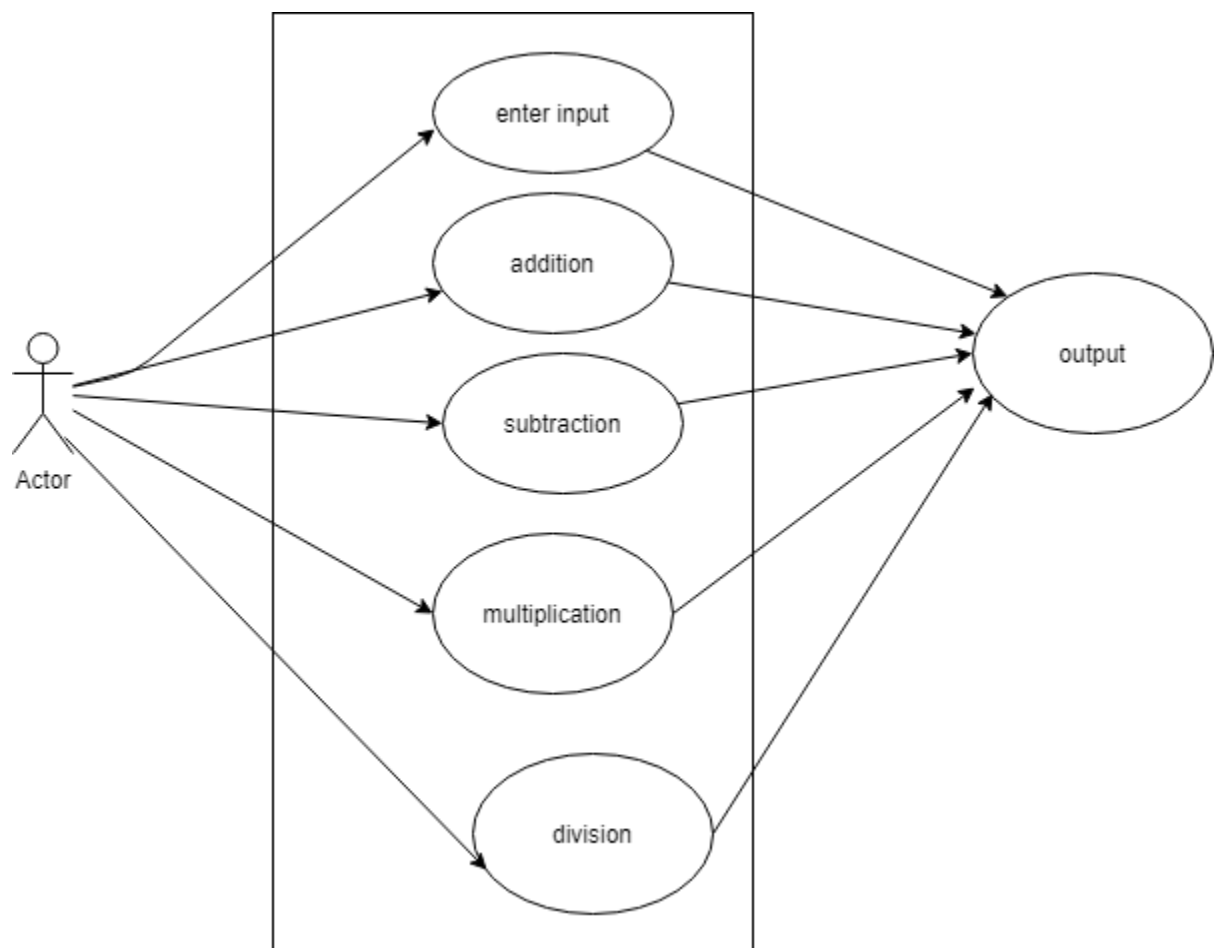 enter input
addition
output
subtraction
Actor
multiplication
division